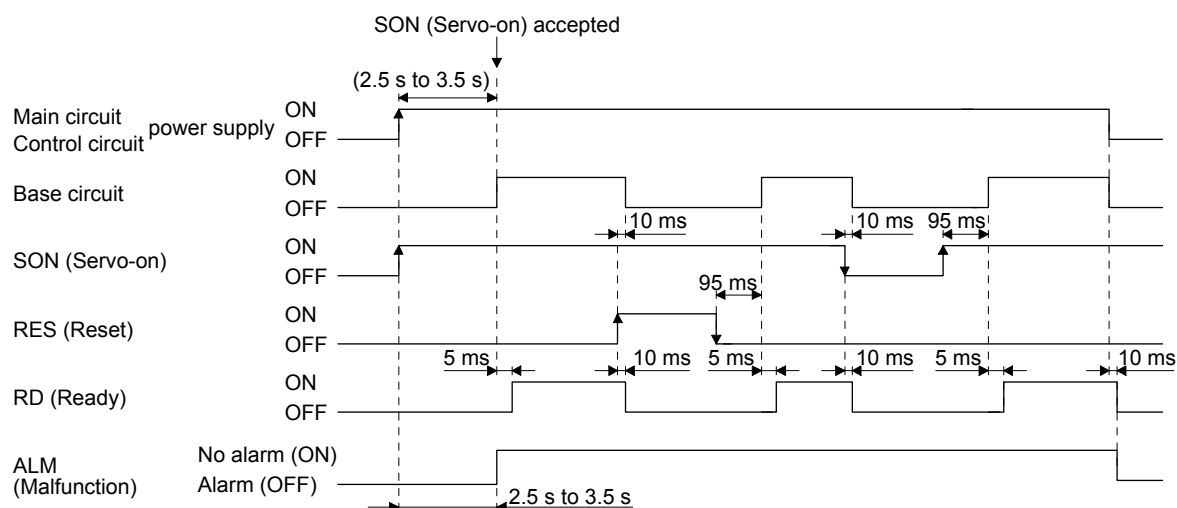 SON (Servo-on) accepted
(2.5 s to 3.5 s)
Main circuit
Control circuit
power supply
ON
OFF
Base circuit
ON
OFF
10 ms
10 ms
95 ms
SON (Servo-on)
ON
OFF
95 ms
RES (Reset)
ON
OFF
5 ms
10 ms
5 ms
10 ms
5 ms
10 ms
RD (Ready)
ON
OFF
ALM
(Malfunction)
No alarm (ON)
Alarm (OFF)
2.5 s to 3.5 s